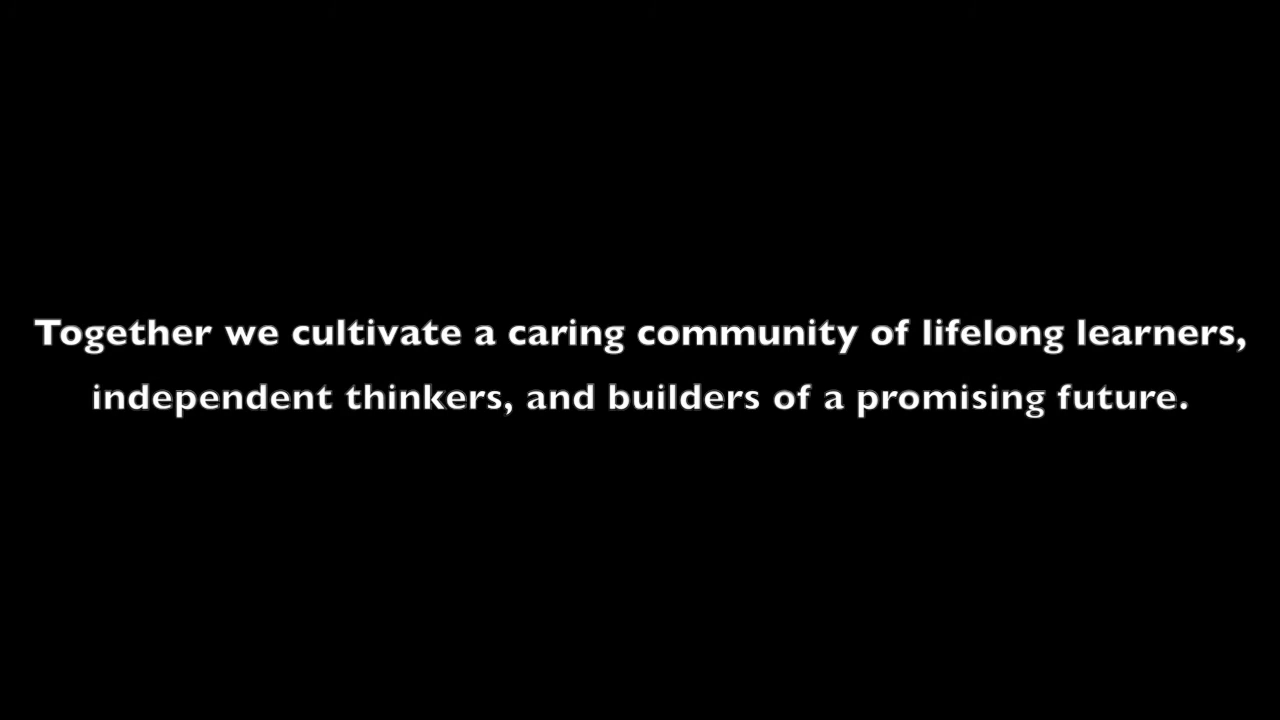 Together we cultivate a caring community of lifelong learners,
independent thinkers, and builders of a promising future.